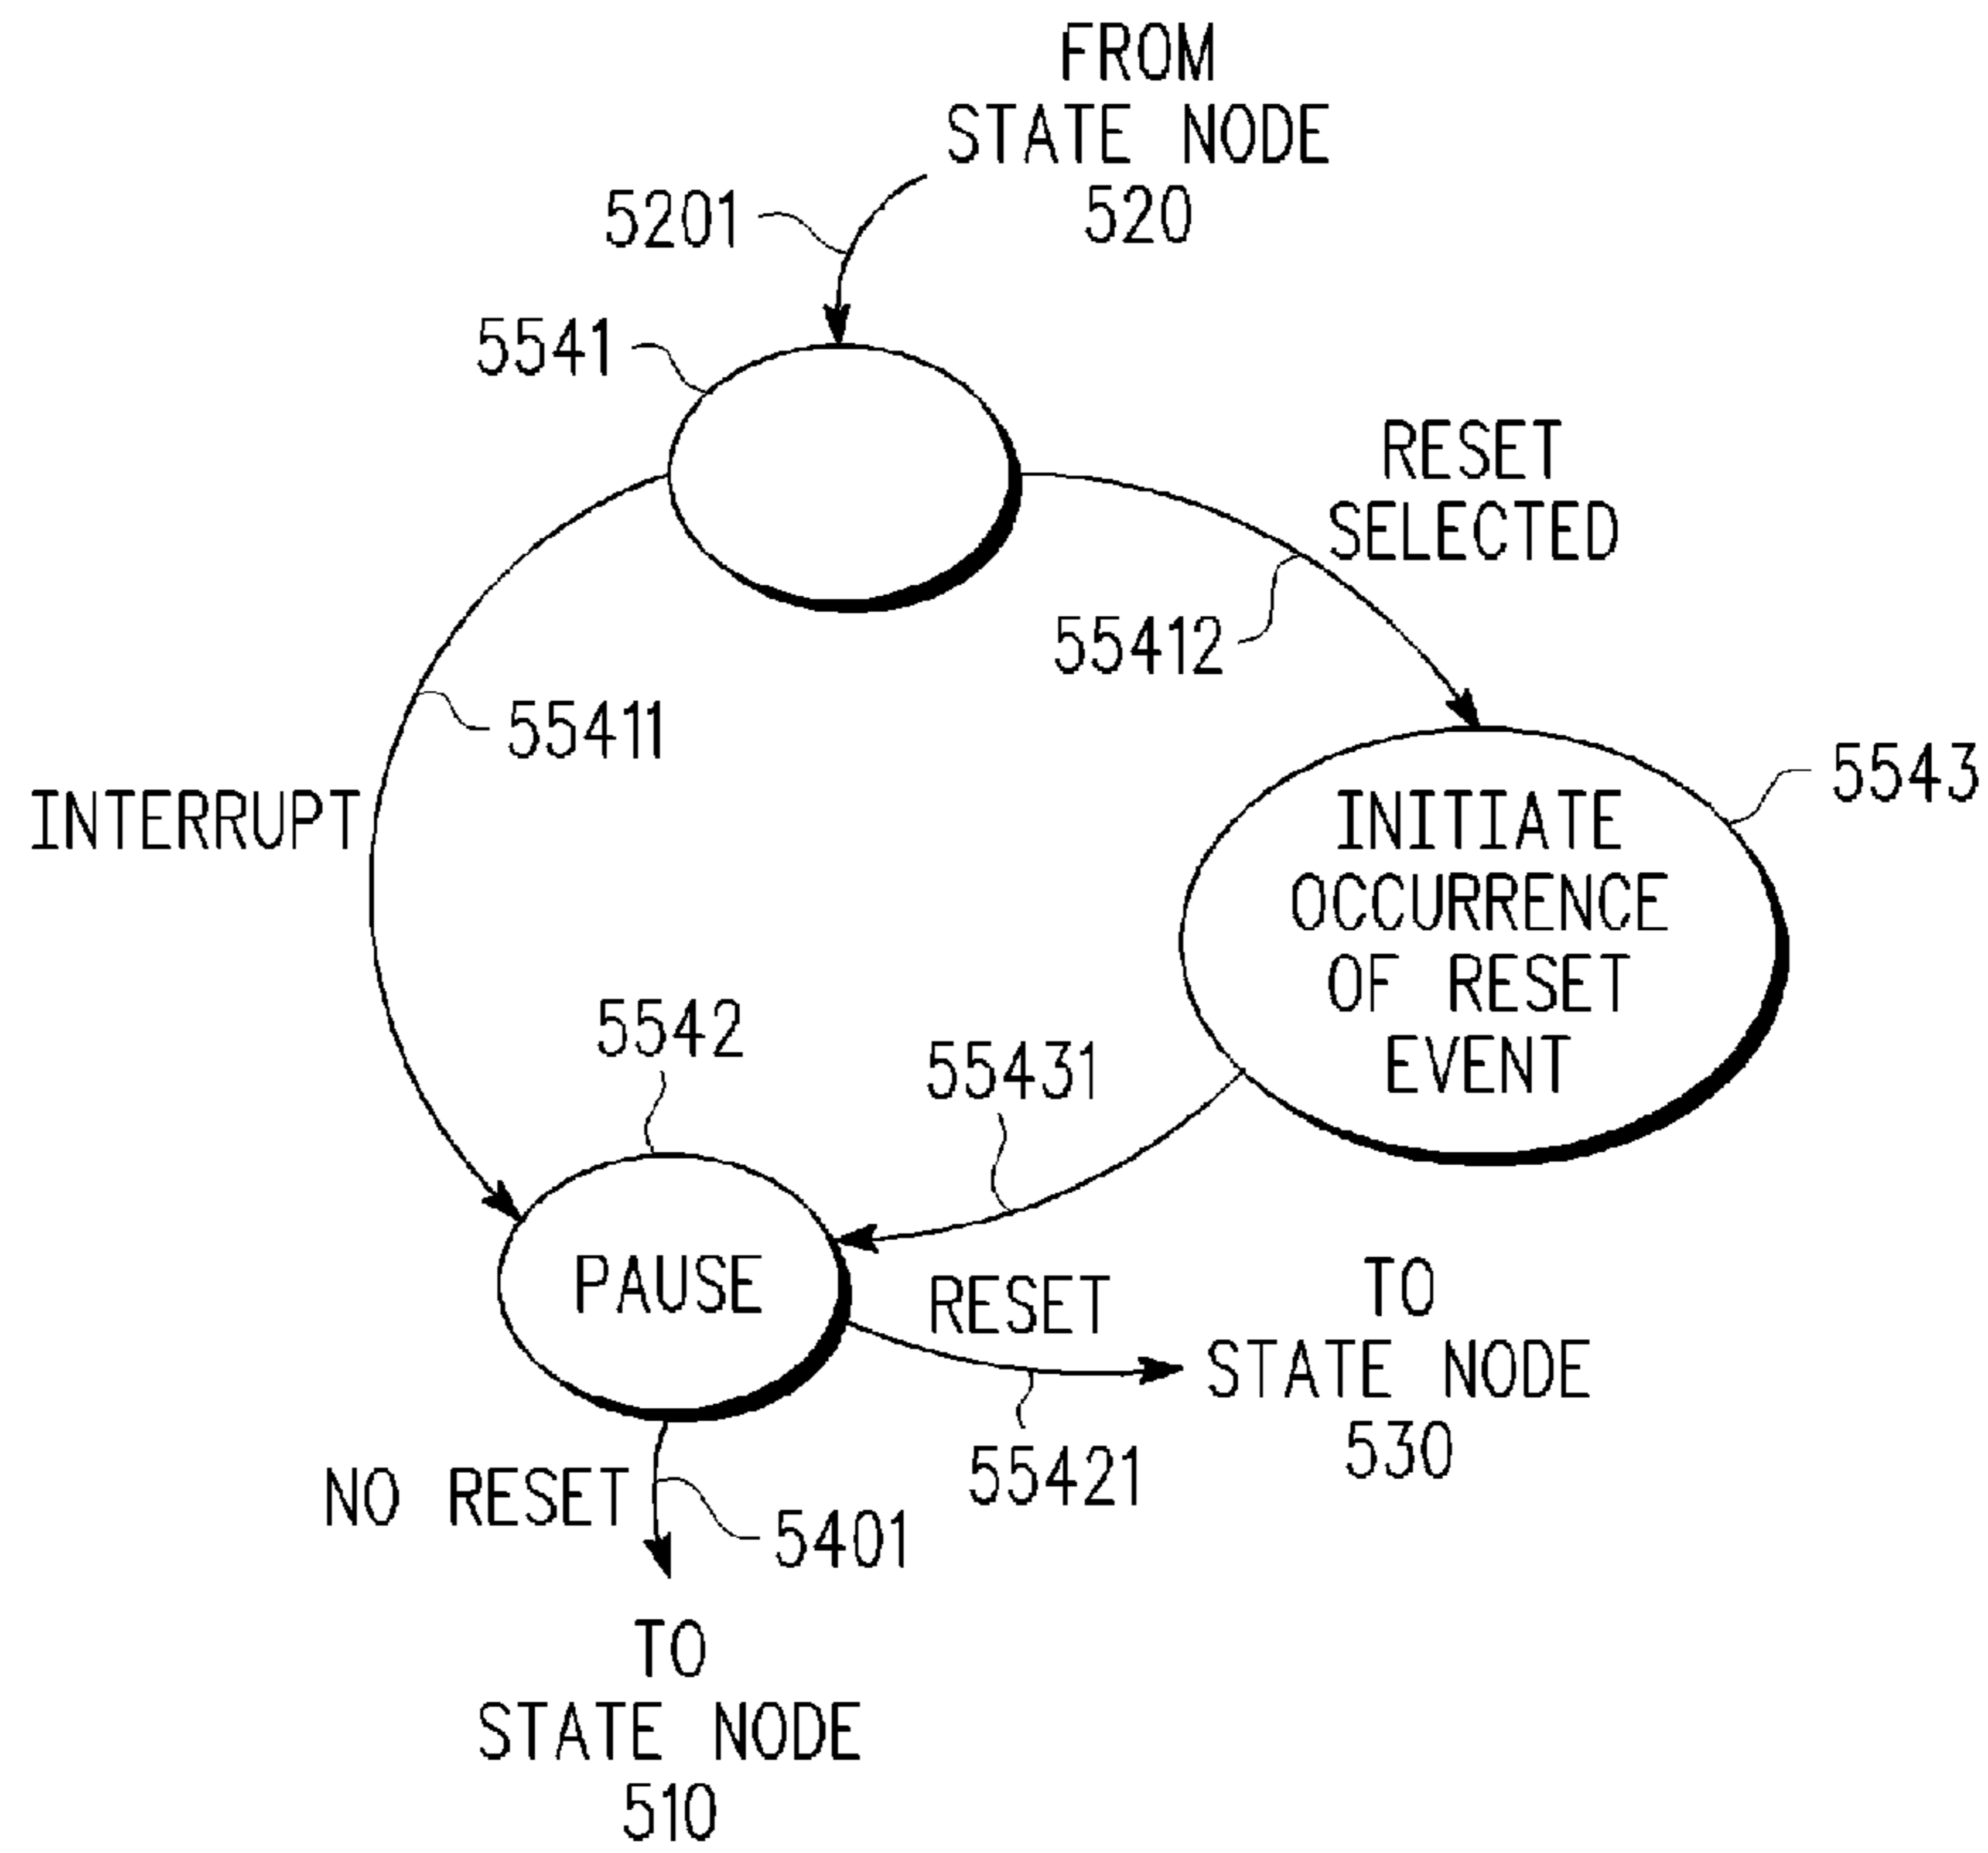 FROM
STATE NODE
520
5201
5541
RESET
SELECTED
55412
55411
INTERRUPT
5543
INITIATE
OCCURRENCE
OF RESET
EVENT
5542
55431
PAUSE
RESET
TO
STATE NODE
530
55421
NO RESET
5401
TO
STATE NODE
510